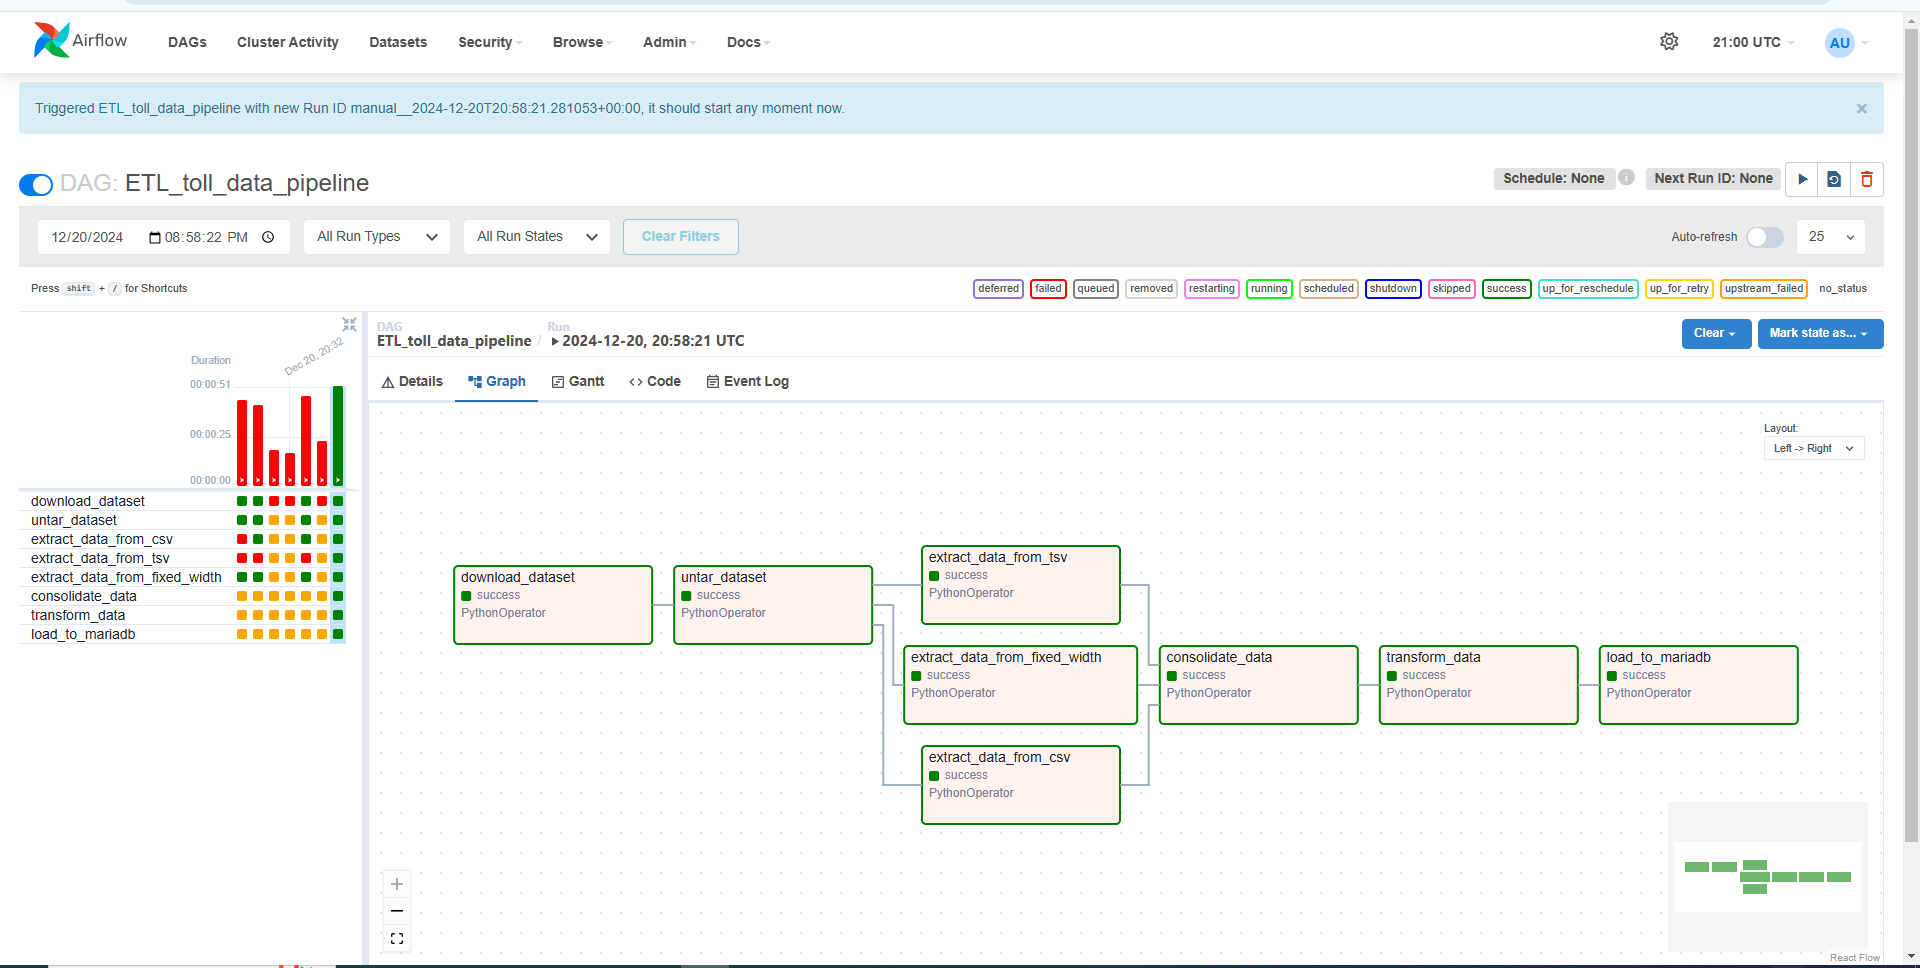 Airflow DAGs Cluster Activity Datasets Security Browse Admin Docs 21:00 UTC AU
Triggered ETL_toll_data_pipeline with new Run ID manual__2024-12-20T20:58:21.281053+00:00, it should start any moment now. ×
DAG: ETL_toll_data_pipeline Schedule: None i Next Run ID: None
12/20/2024 08:58:22 PM All Run Types All Run States Clear Filters Auto-refresh 25
Press shift + / for Shortcuts deferred failed queued removed restarting running scheduled shutdown skipped success up_for_reschedule up_for_retry upstream_failed no_status
Duration
Dec 20, 20:32
00:00:51
00:00:25
00:00:00
download_dataset
untar_dataset
extract_data_from_csv
extract_data_from_tsv
extract_data_from_fixed_width
consolidate_data
transform_data
load_to_mariadb
DAG Run
ETL_toll_data_pipeline / 2024-12-20, 20:58:21 UTC
Clear Mark state as...
Details Graph Gantt <> Code Event Log
Layout:
Left -> Right
download_dataset
success
PythonOperator
untar_dataset
success
PythonOperator
extract_data_from_tsv
success
PythonOperator
extract_data_from_fixed_width
success
PythonOperator
extract_data_from_csv
success
PythonOperator
consolidate_data
success
PythonOperator
transform_data
success
PythonOperator
load_to_mariadb
success
PythonOperator
React Flow